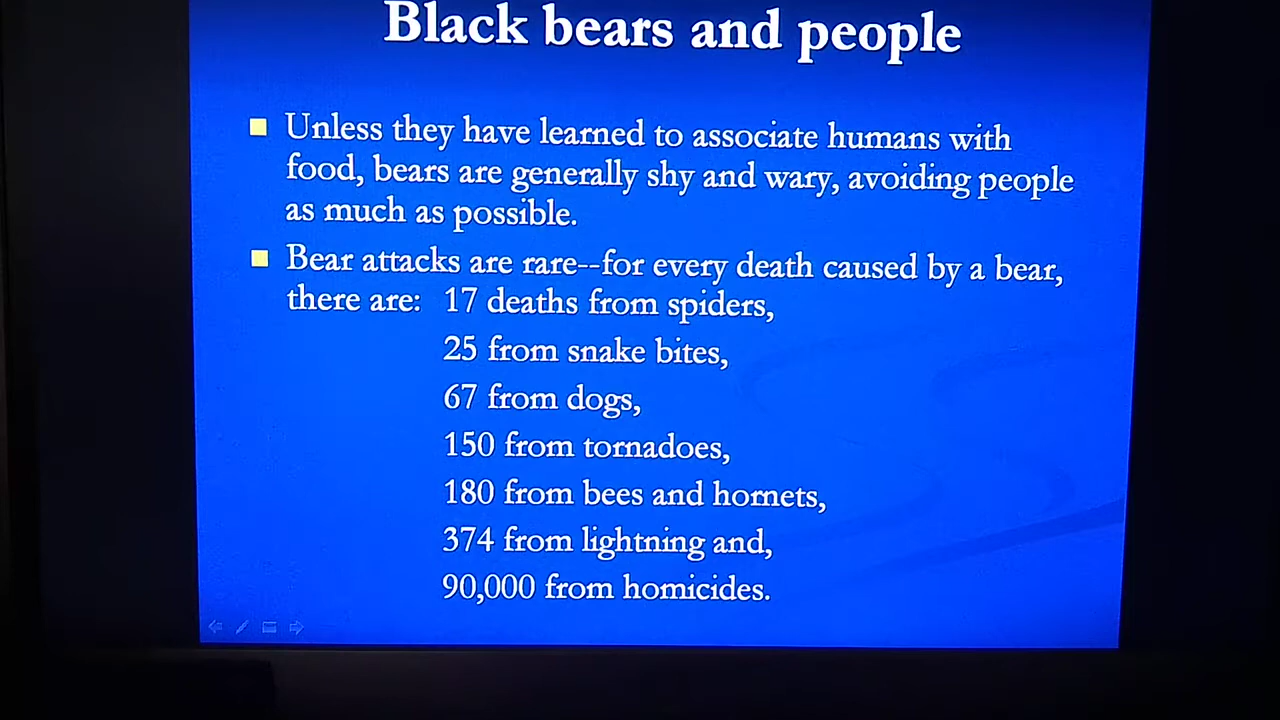 Black bears and people
Unless they have learned to associate humans with
food, bears are generally shy and wary, avoiding people
as much as possible.
Bear attacks are rare--for every death caused by a bear,
there are: 17 deaths from spiders,
25 from snake bites,
67 from dogs,
150 from tornadoes,
180 from bees and hornets,
374 from lightning and,
90,000 from homicides.